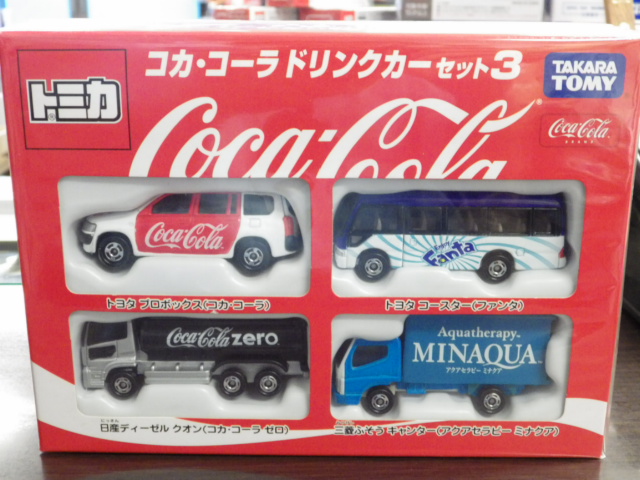 コカ・コーラ ドリンクカー セット3
トミカ
TAKARA
TOMY
Coca-Cola
Coca-Cola
Coca-Cola
Fanta
トヨタ プロボックス(コカ・コーラ)
トヨタ コースター(ファンタ)
Coca-Cola zero
Aquatherapy
MINAQUA
アクアセラピー ミナクア
日産ディーゼル クオン(コカ・コーラ ゼロ)
三菱ふそう キャンター(アクアセラピー ミナクア)